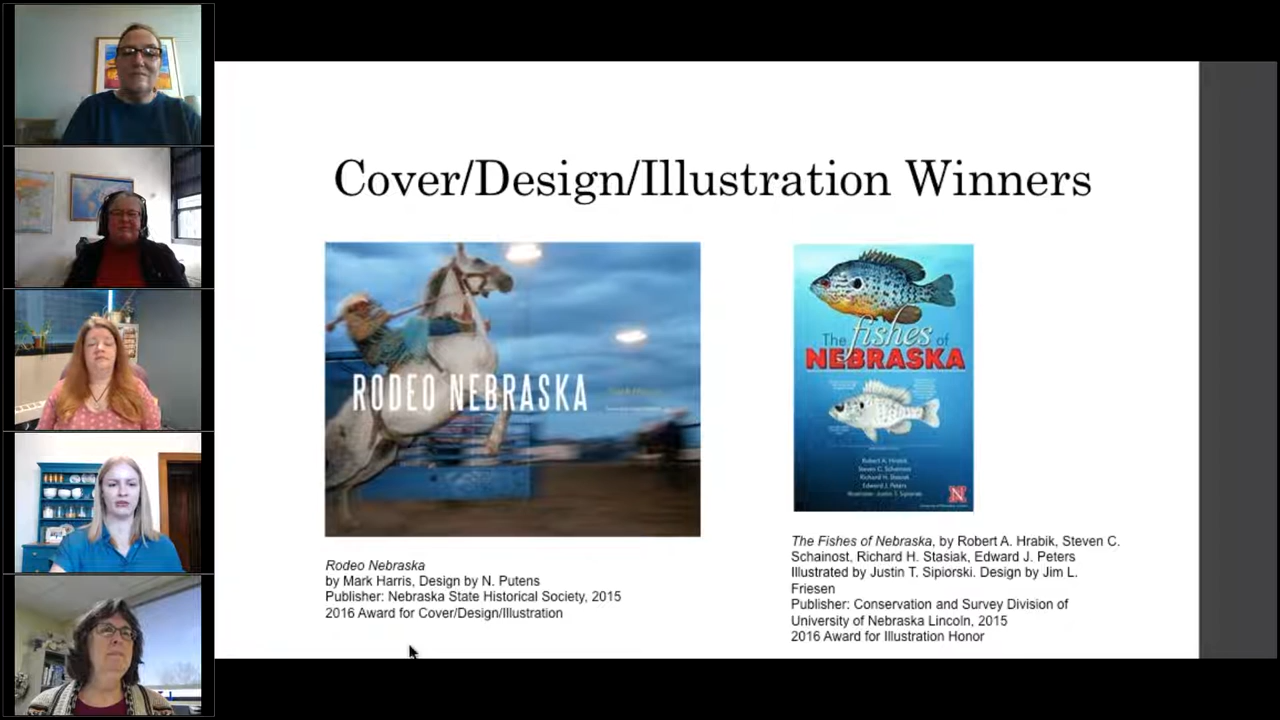 Cover/Design/Illustration Winners
RODEO NEBRASKA
The fishes of
NEBRASKA
Robert A. Hrabik
Steven C. Schainost
Richard H. Stasiak
Edward J. Peters
Illustrator: Justin T. Sipiorski
N
Rodeo Nebraska
by Mark Harris, Design by N. Putens
Publisher: Nebraska State Historical Society, 2015
2016 Award for Cover/Design/Illustration
The Fishes of Nebraska, by Robert A. Hrabik, Steven C.
Schainost, Richard H. Stasiak, Edward J. Peters
Illustrated by Justin T. Sipiorski. Design by Jim L.
Friesen
Publisher: Conservation and Survey Division of
University of Nebraska Lincoln, 2015
2016 Award for Illustration Honor